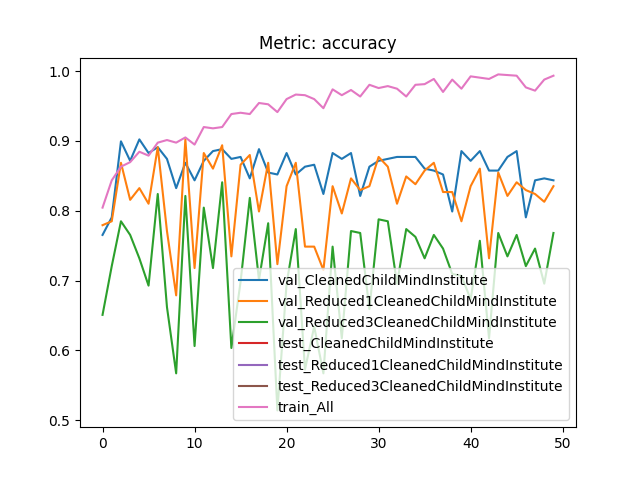 Metric: accuracy
1.0
0.9
0.8
0.7
0.6
0.5
val_CleanedChildMindInstitute
val_Reduced1CleanedChildMindInstitute
val_Reduced3CleanedChildMindInstitute
test_CleanedChildMindInstitute
test_Reduced1CleanedChildMindInstitute
test_Reduced3CleanedChildMindInstitute
train_All
0 10 20 30 40 50